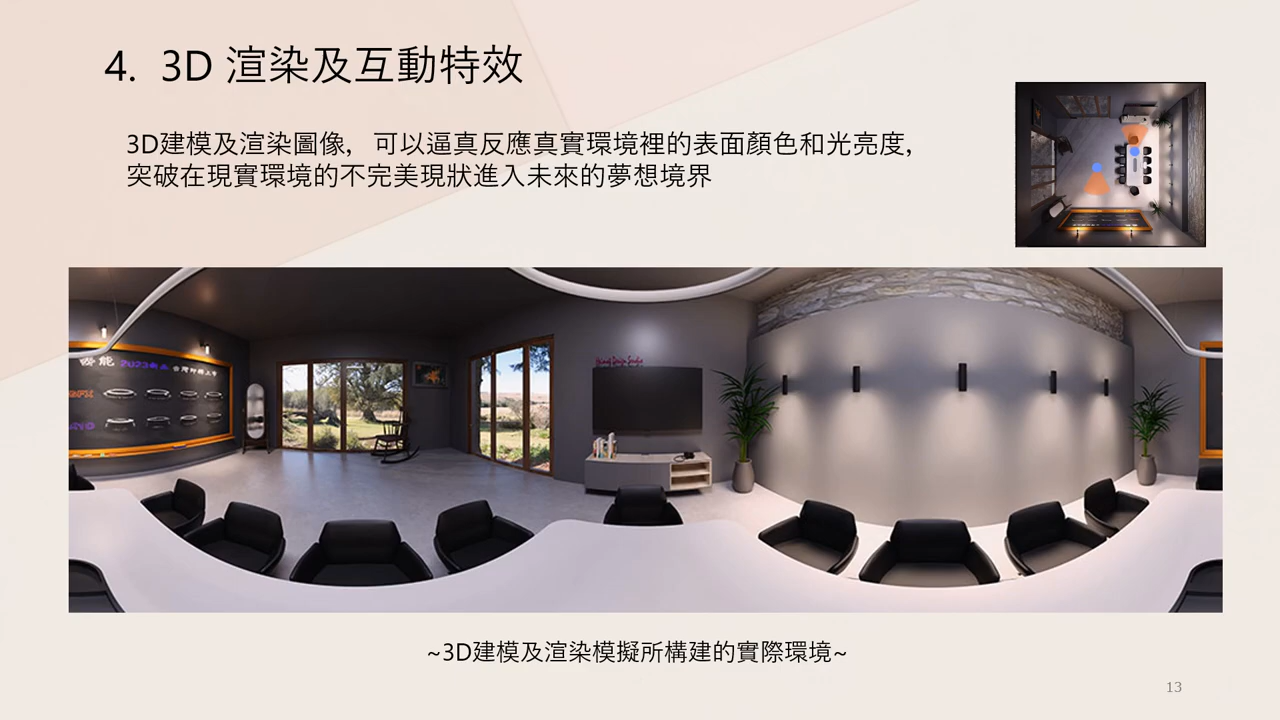 4. 3D 渲染及互動特效
3D建模及渲染圖像，可以逼真反應真實環境裡的表面顏色和光亮度，
突破在現實環境的不完美現狀進入未來的夢想境界
~3D建模及渲染模擬所構建的實際環境~
13